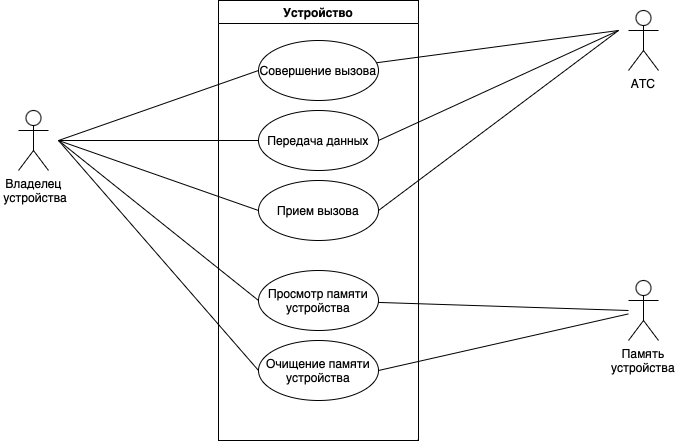 Устройство
АТС
Совершение вызова
Передача данных
Владелец
устройства
Прием вызова
Просмотр памяти
устройства
Память
устройства
Очищение памяти
устройства